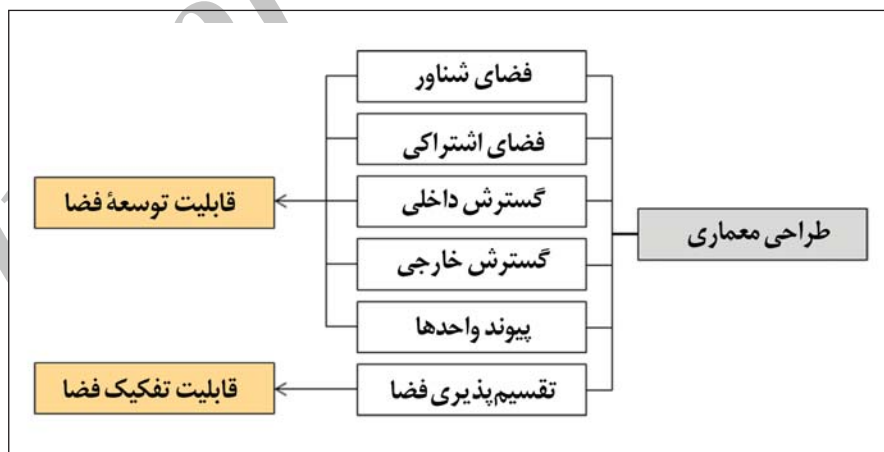 طراحی معماری
فضای شناور
فضای اشتراکی
گسترش داخلی
گسترش خارجی
پیوند واحدها
تقسیم‌پذیری فضا
قابلیت توسعهٔ فضا
قابلیت تفکیک فضا